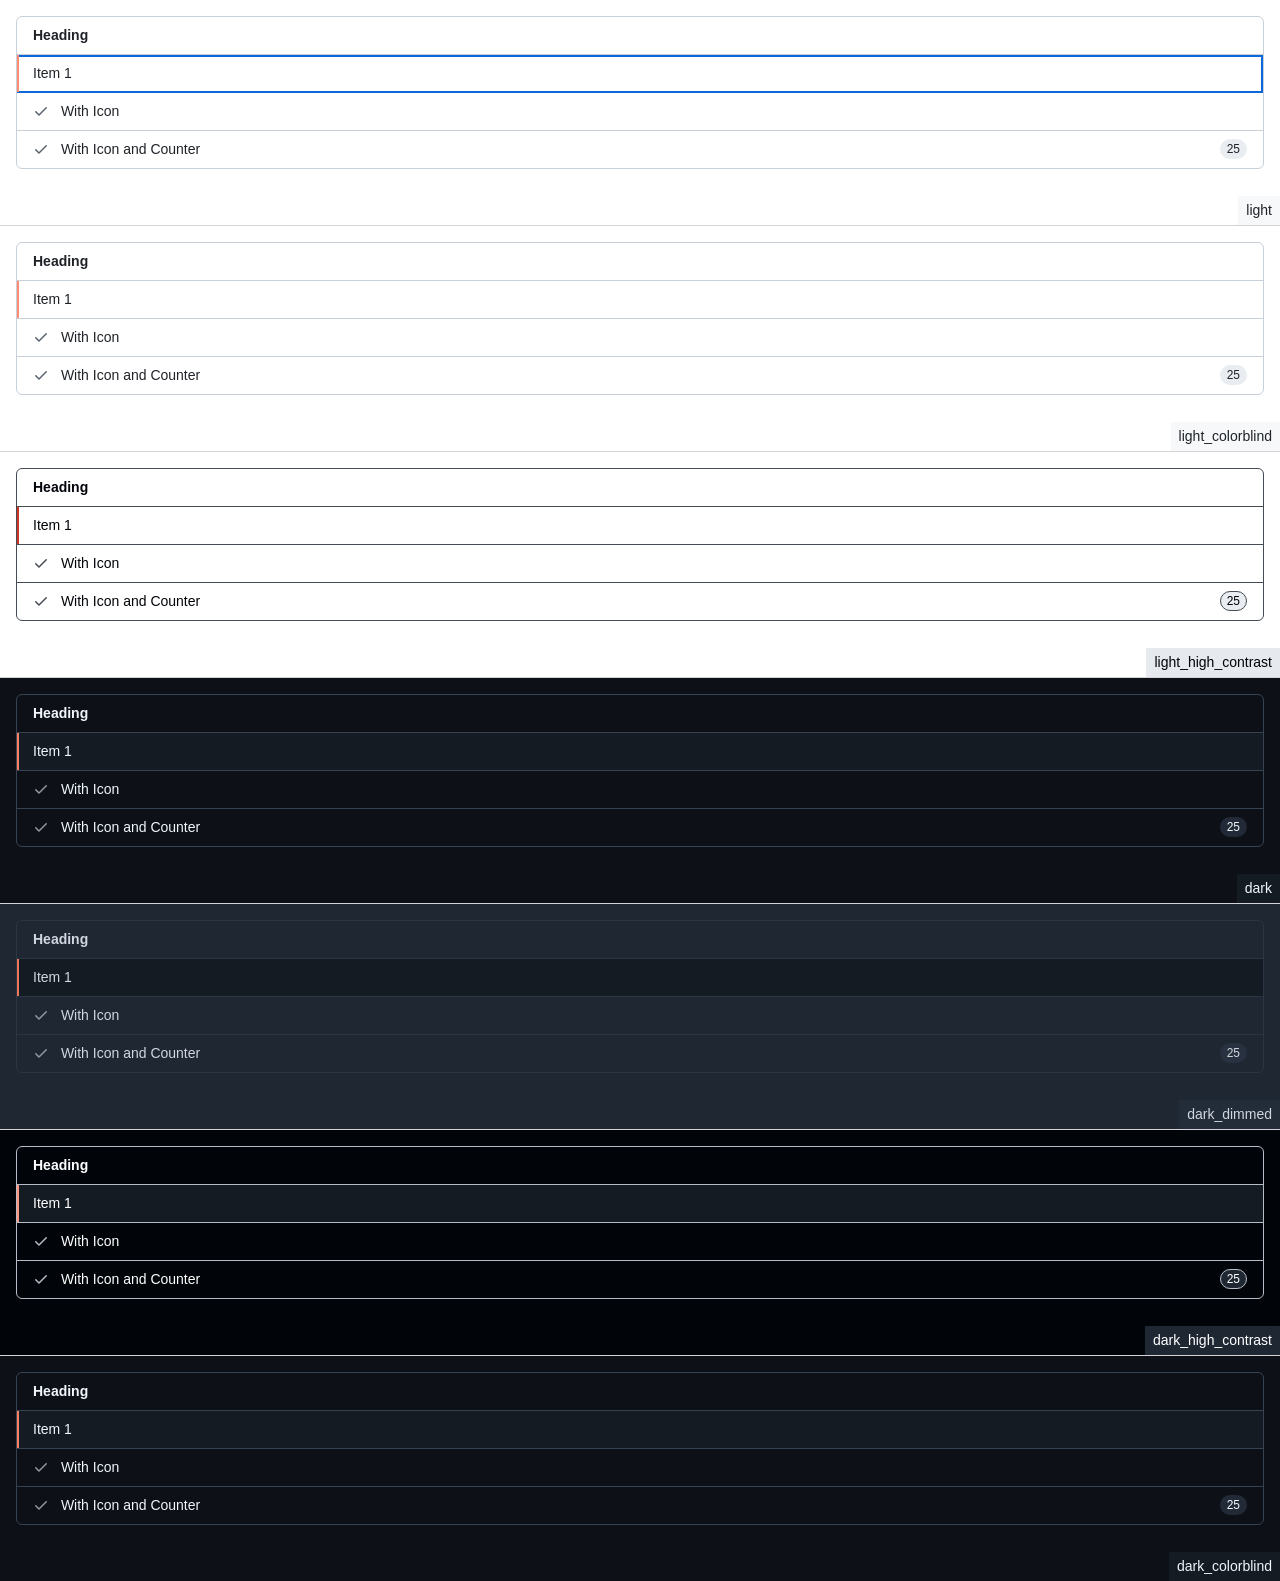 Heading
Item 1
With Icon
With Icon and Counter 25
light
Heading
Item 1
With Icon
With Icon and Counter 25
light_colorblind
Heading
Item 1
With Icon
With Icon and Counter 25
light_high_contrast
Heading
Item 1
With Icon
With Icon and Counter 25
dark
Heading
Item 1
With Icon
With Icon and Counter 25
dark_dimmed
Heading
Item 1
With Icon
With Icon and Counter 25
dark_high_contrast
Heading
Item 1
With Icon
With Icon and Counter 25
dark_colorblind